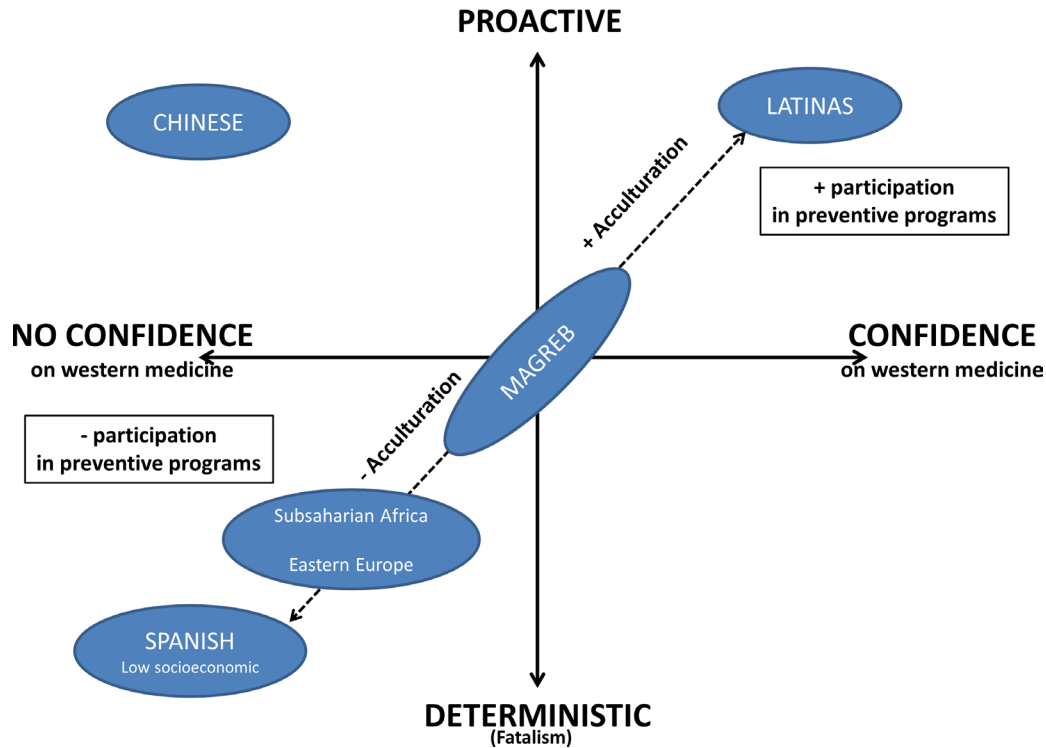 PROACTIVE
CHINESE
LATINAS
+ Acculturation
+ participation
in preventive programs
NO CONFIDENCE
on western medicine
MAGREB
CONFIDENCE
on western medicine
- Acculturation
- participation
in preventive programs
Subsaharian Africa
Eastern Europe
SPANISH
Low socioeconomic
DETERMINISTIC
(Fatalism)